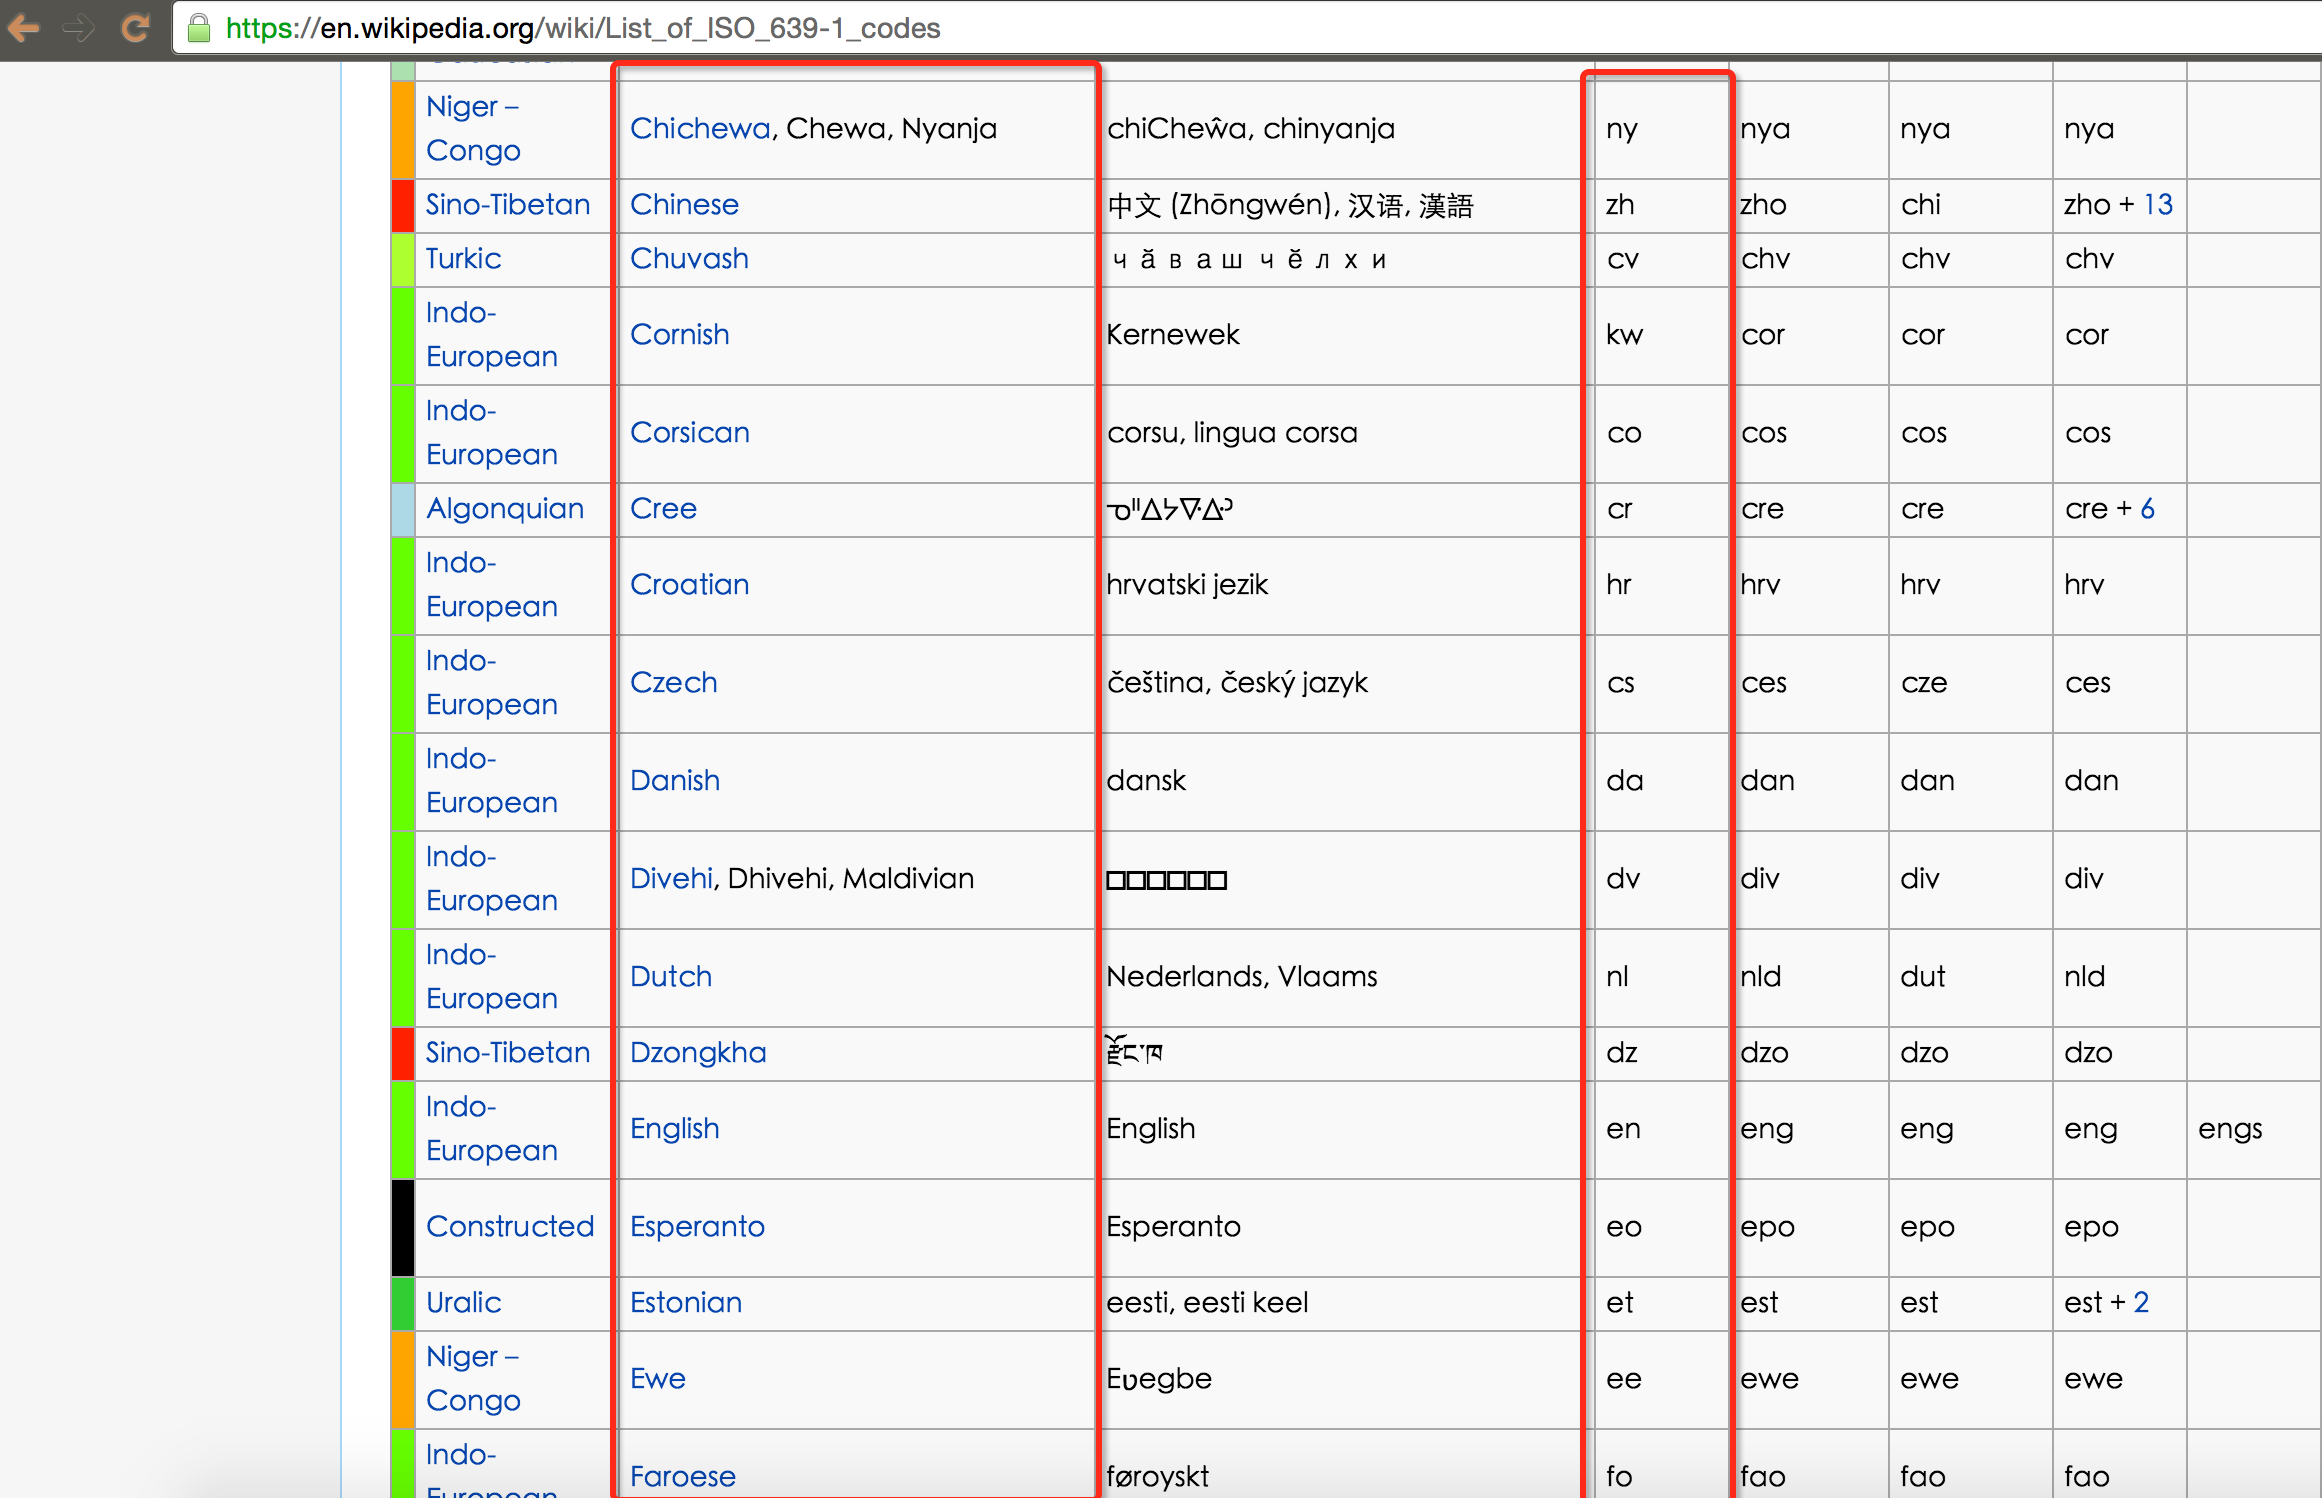 https://en.wikipedia.org/wiki/List_of_ISO_639-1_codes
Niger – Congo Chichewa, Chewa, Nyanja chiCheŵa, chinyanja ny nya nya nya
Sino-Tibetan Chinese 中文 (Zhōngwén), 汉语, 漢語 zh zho chi zho + 13
Turkic Chuvash чӑваш чӗлхи cv chv chv chv
Indo-European Cornish Kernewek kw cor cor cor
Indo-European Corsican corsu, lingua corsa co cos cos cos
Algonquian Cree ᓀᐦᐃᔭᐍᐏᐣ cr cre cre cre + 6
Indo-European Croatian hrvatski jezik hr hrv hrv hrv
Indo-European Czech čeština, český jazyk cs ces cze ces
Indo-European Danish dansk da dan dan dan
Indo-European Divehi, Dhivehi, Maldivian dv div div div
Indo-European Dutch Nederlands, Vlaams nl nld dut nld
Sino-Tibetan Dzongkha རྫོང་ཁ dz dzo dzo dzo
Indo-European English English en eng eng eng engs
Constructed Esperanto Esperanto eo epo epo epo
Uralic Estonian eesti, eesti keel et est est est + 2
Niger – Congo Ewe Eʋegbe ee ewe ewe ewe
Indo-European Faroese føroyskt fo fao fao fao